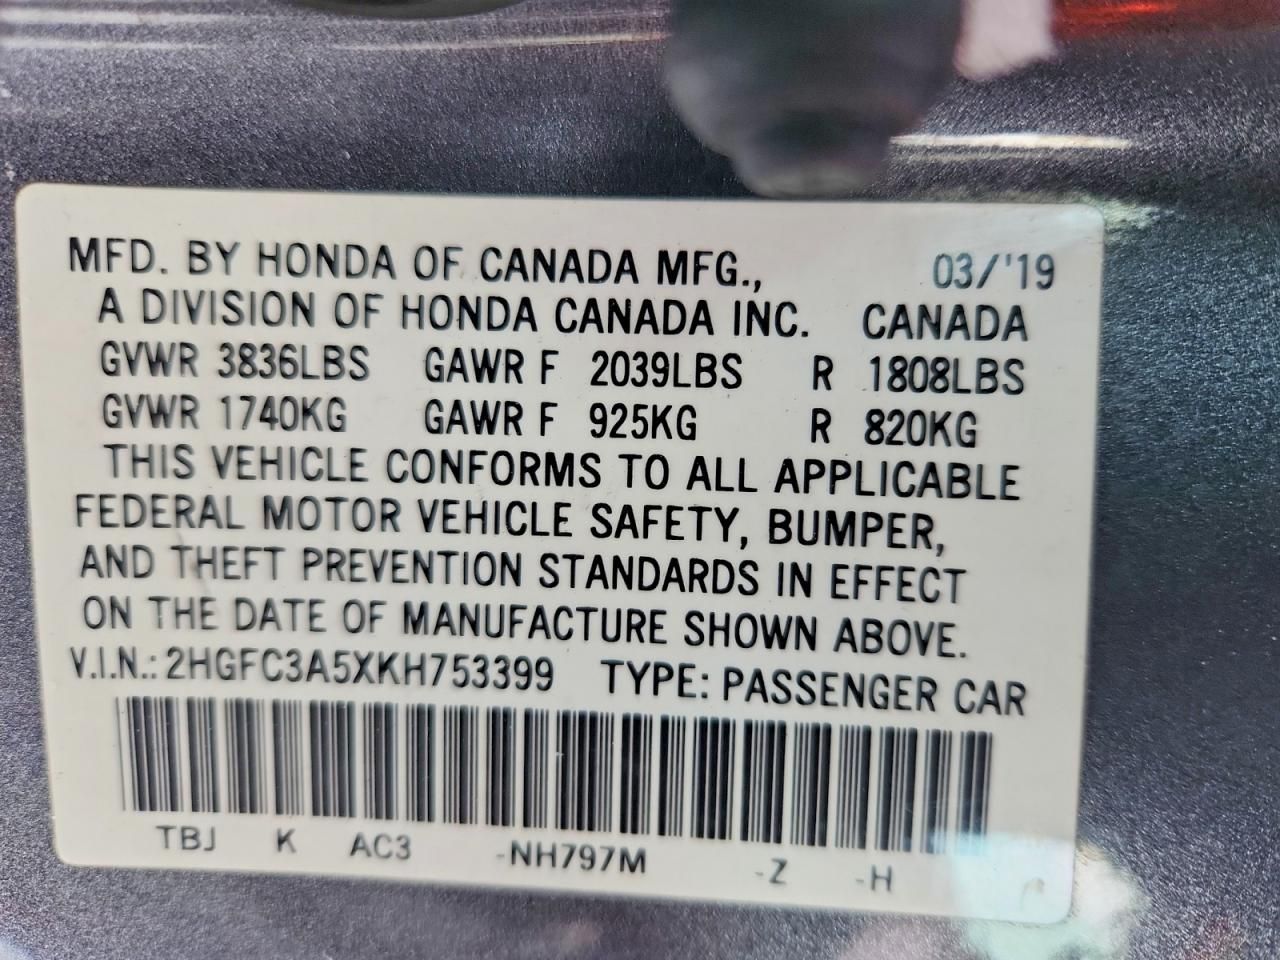 MFD. BY HONDA OF CANADA MFG., 03/'19
A DIVISION OF HONDA CANADA INC. CANADA
GVWR 3836LBS GAWR F 2039LBS R 1808LBS
GVWR 1740KG GAWR F 925KG R 820KG
THIS VEHICLE CONFORMS TO ALL APPLICABLE
FEDERAL MOTOR VEHICLE SAFETY, BUMPER,
AND THEFT PREVENTION STANDARDS IN EFFECT
ON THE DATE OF MANUFACTURE SHOWN ABOVE.
V.I.N.: 2HGFC3A5XKH753399 TYPE: PASSENGER CAR
TBJ K AC3 -NH797M -Z -H